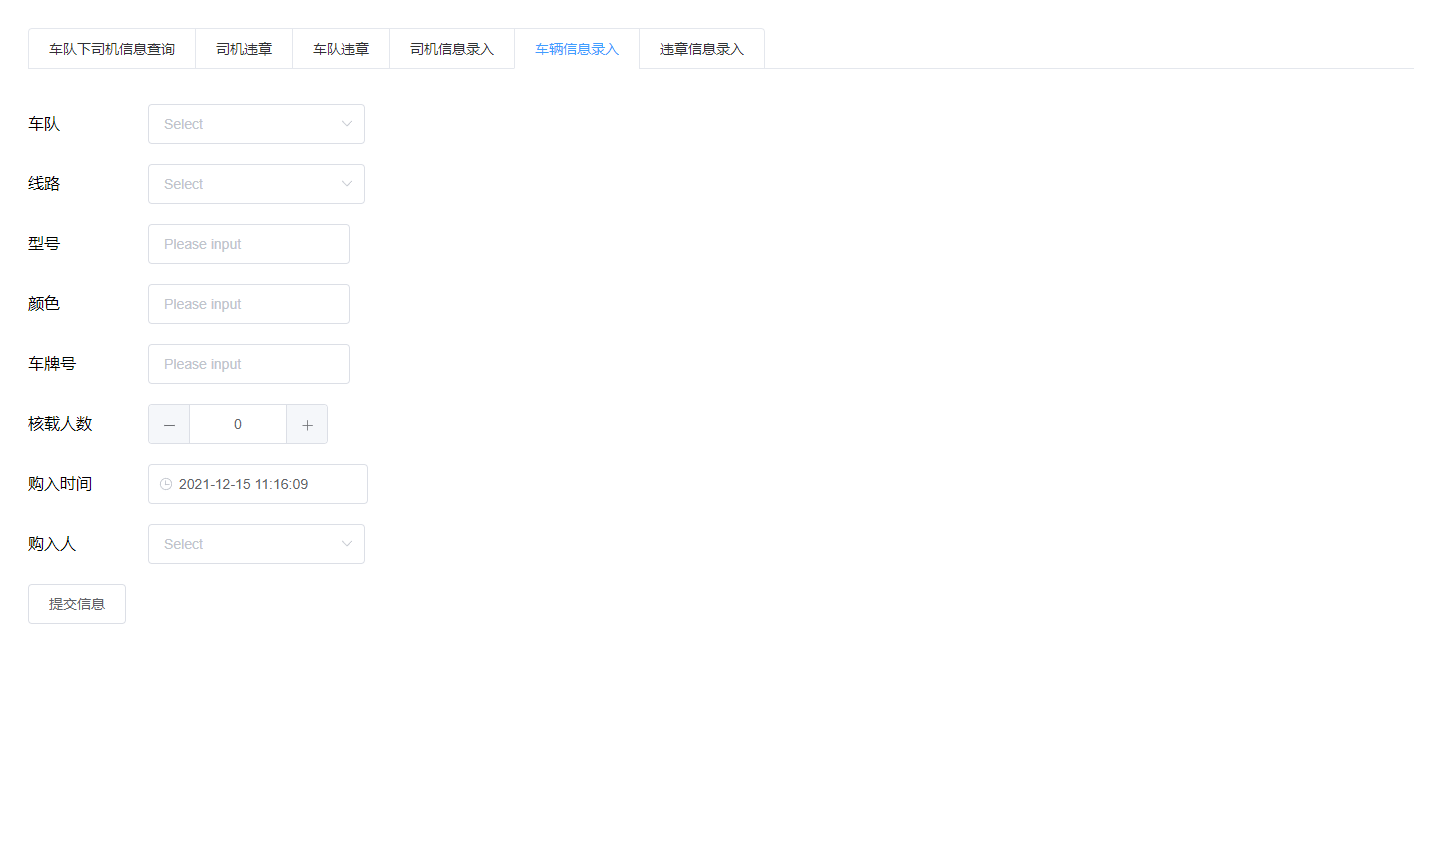 车队下司机信息查询 司机违章 车队违章 司机信息录入 车辆信息录入 违章信息录入
车队 Select
线路 Select
型号 Please input
颜色 Please input
车牌号 Please input
核载人数 0
购入时间 2021-12-15 11:16:09
购入人 Select
提交信息